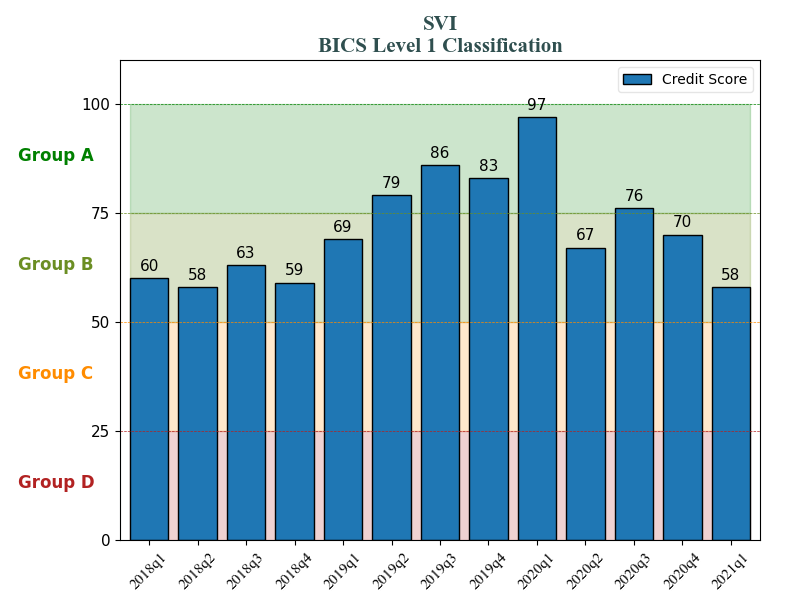 SVI
BICS Level 1 Classification
Credit Score
100
75
50
25
0
Group A
Group B
Group C
Group D
60
58
63
59
69
79
86
83
97
67
76
70
58
2018q1
2018q2
2018q3
2018q4
2019q1
2019q2
2019q3
2019q4
2020q1
2020q2
2020q3
2020q4
2021q1